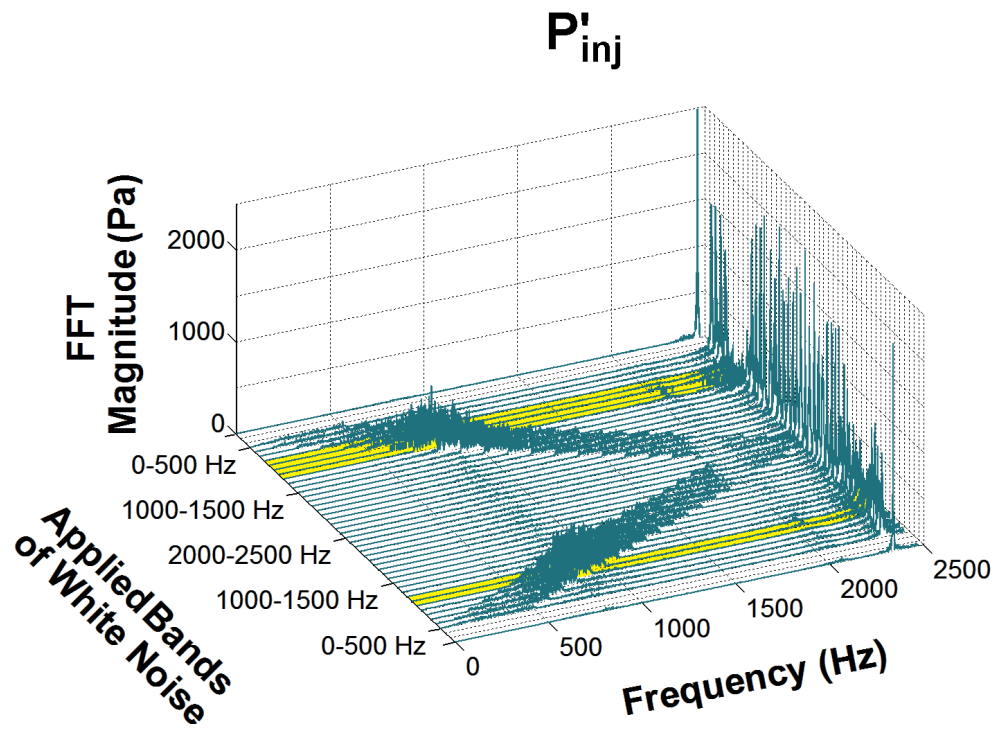 P'inj
FFT
Magnitude (Pa)
2000
1000
0
0-500 Hz
1000-1500 Hz
2000-2500 Hz
1000-1500 Hz
0-500 Hz
Applied Bands
of White Noise
0
500
1000
1500
2000
2500
Frequency (Hz)